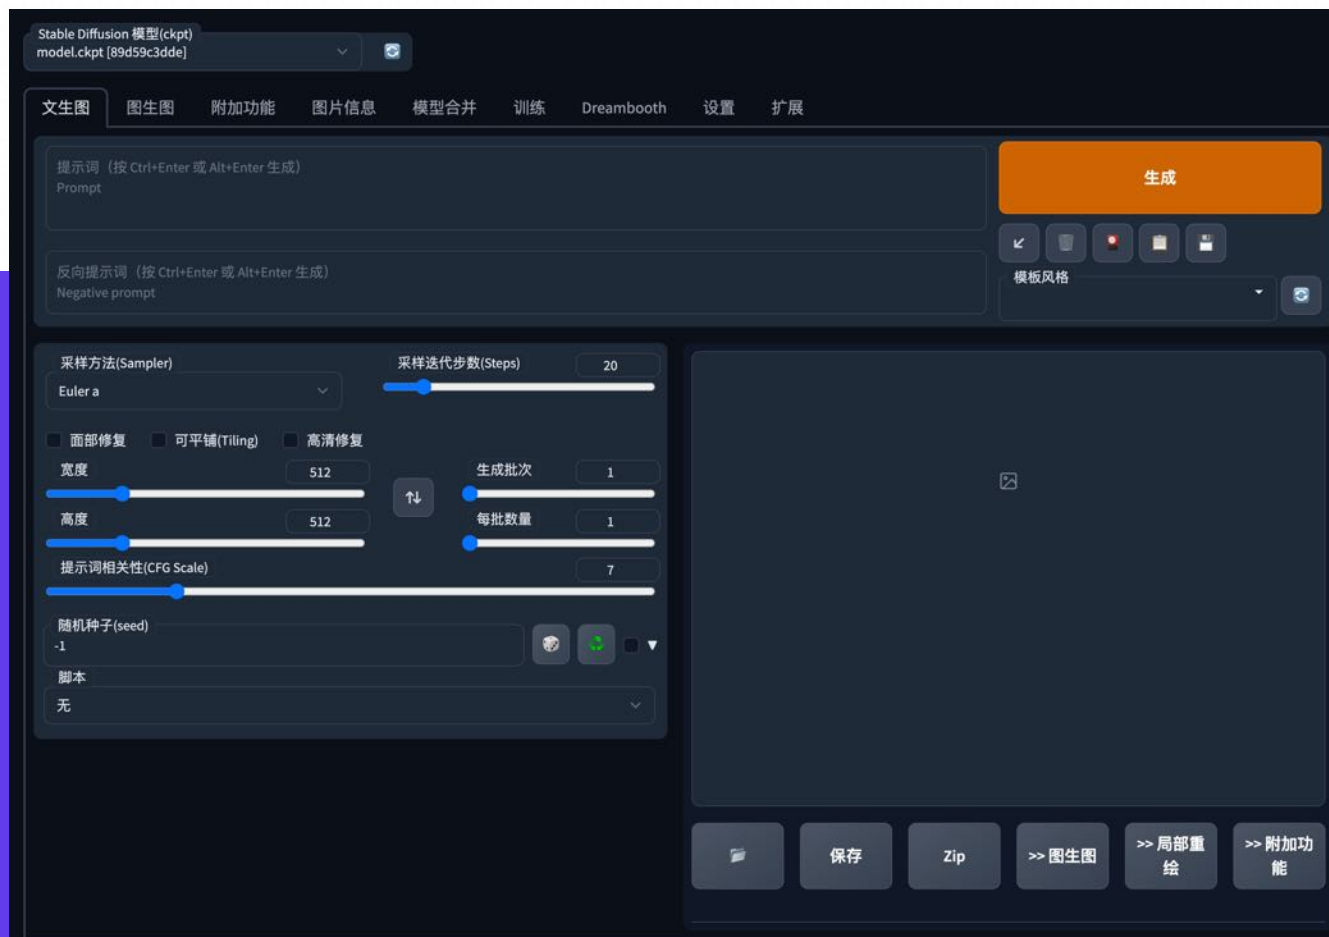 Stable Diffusion 模型(ckpt)
model.ckpt [89d59c3dde]
文生图 图生图 附加功能 图片信息 模型合并 训练 Dreambooth 设置 扩展
提示词（按 Ctrl+Enter 或 Alt+Enter 生成）
Prompt
生成
反向提示词（按 Ctrl+Enter 或 Alt+Enter 生成）
Negative prompt
模板风格
采样方法(Sampler)
Euler a
采样迭代步数(Steps) 20
面部修复 可平铺(Tiling) 高清修复
宽度 512
生成批次 1
高度 512
每批数量 1
提示词相关性(CFG Scale) 7
随机种子(seed)
-1
脚本
无
保存
Zip
>> 图生图
>> 局部重
绘
>> 附加功
能